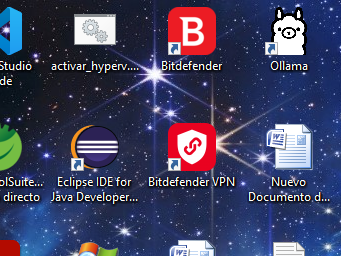 Studio
de
activar_hyperv....
B
Bitdefender
Ollama
olSuite...
directo
Eclipse IDE for
Java Developer...
Bitdefender VPN
W
Nuevo
Documento d...
W